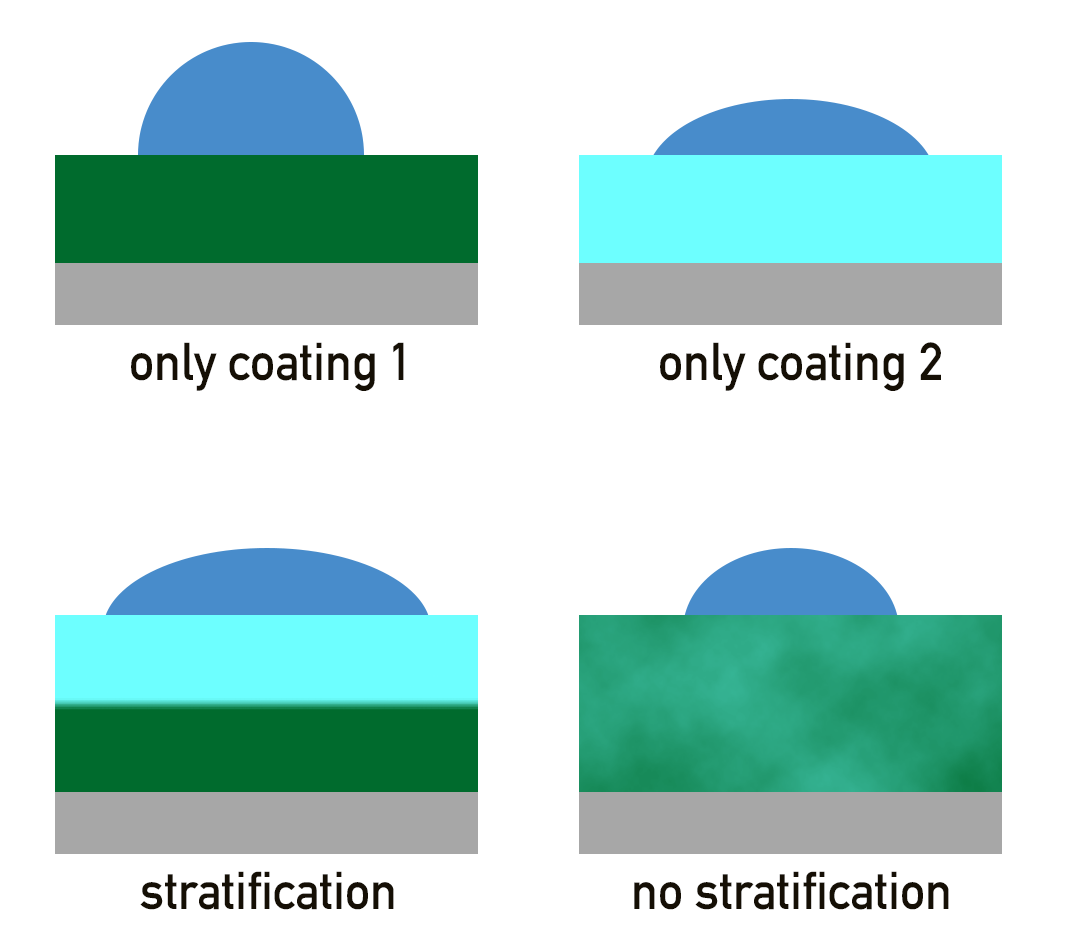 only coating 1
only coating 2
stratification
no stratification